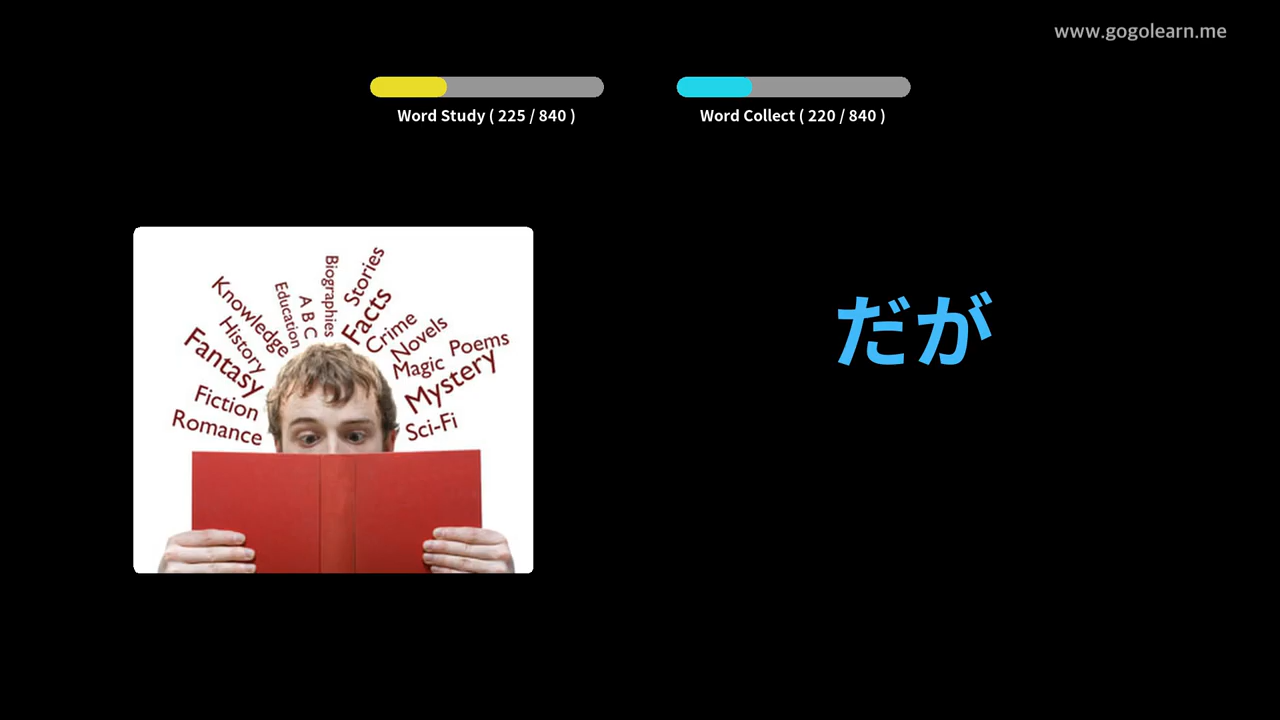 www.gogolearn.me
Word Study ( 225 / 840 )
Word Collect ( 220 / 840 )
だが
Romance
Fiction
Fantasy
History
Knowledge
Education
A B C
Biographies
Stories
Facts
Crime
Novels
Magic
Poems
Mystery
Sci-Fi